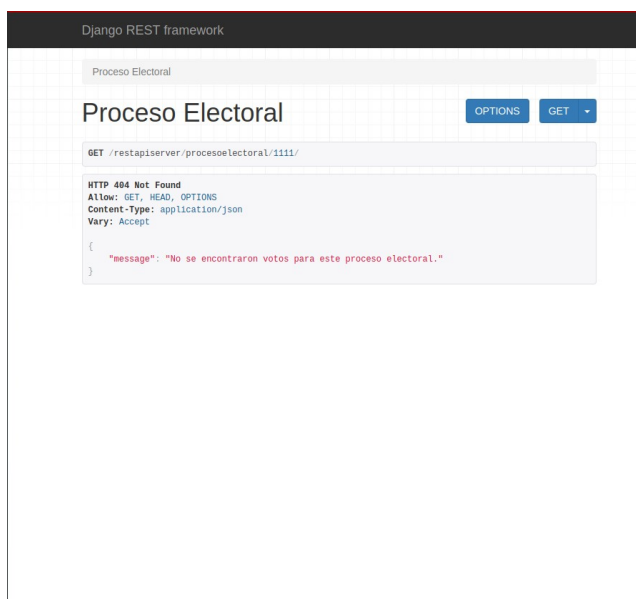 Django REST framework
Proceso Electoral
Proceso Electoral
OPTIONS
GET
GET /restapiserver/procesoelectoral/1111/
HTTP 404 Not Found
Allow: GET, HEAD, OPTIONS
Content-Type: application/json
Vary: Accept
{
"message": "No se encontraron votos para este proceso electoral."
}